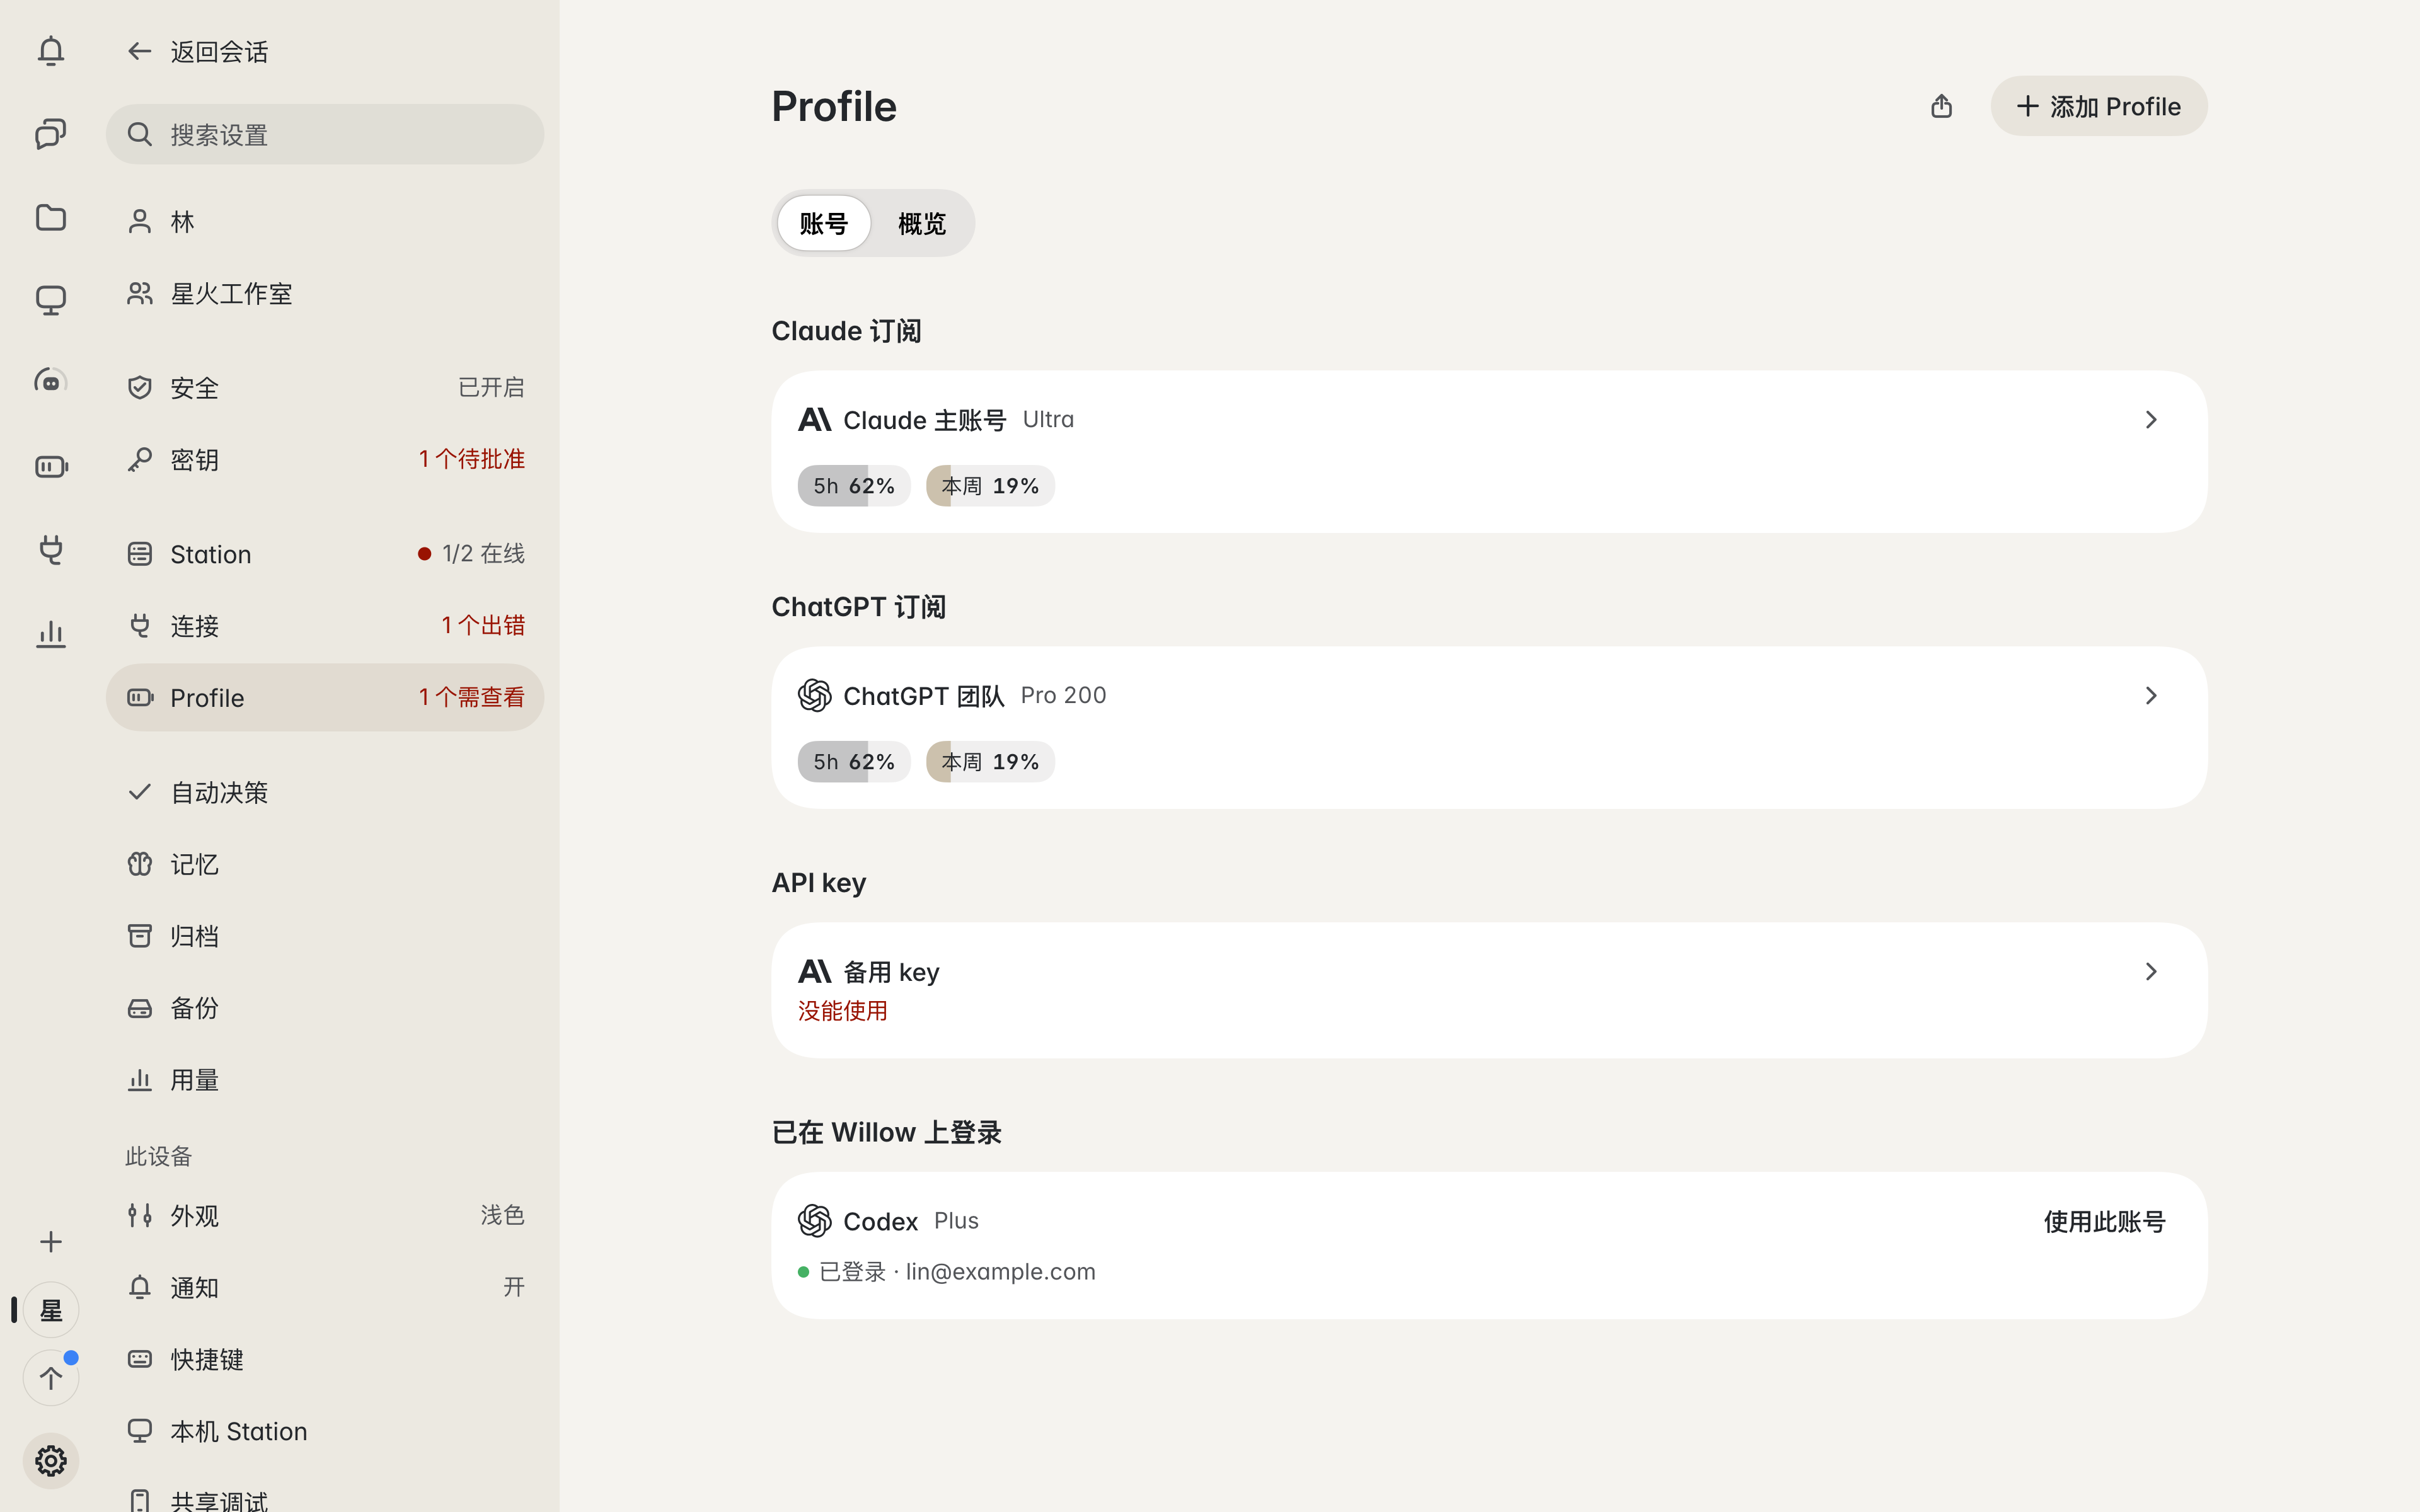 返回会话
搜索设置
林
星火工作室
安全 已开启
密钥 1 个待批准
Station 1/2 在线
连接 1 个出错
Profile 1 个需查看
自动决策
记忆
归档
备份
用量
此设备
外观 浅色
通知 开
快捷键
本机 Station
共享调试
星
个
Profile
添加 Profile
账号 概览
Claude 订阅
Claude 主账号 Ultra
5h 62% 本周 19%
ChatGPT 订阅
ChatGPT 团队 Pro 200
5h 62% 本周 19%
API key
备用 key
没能使用
已在 Willow 上登录
Codex Plus 使用此账号
已登录 · lin@example.com